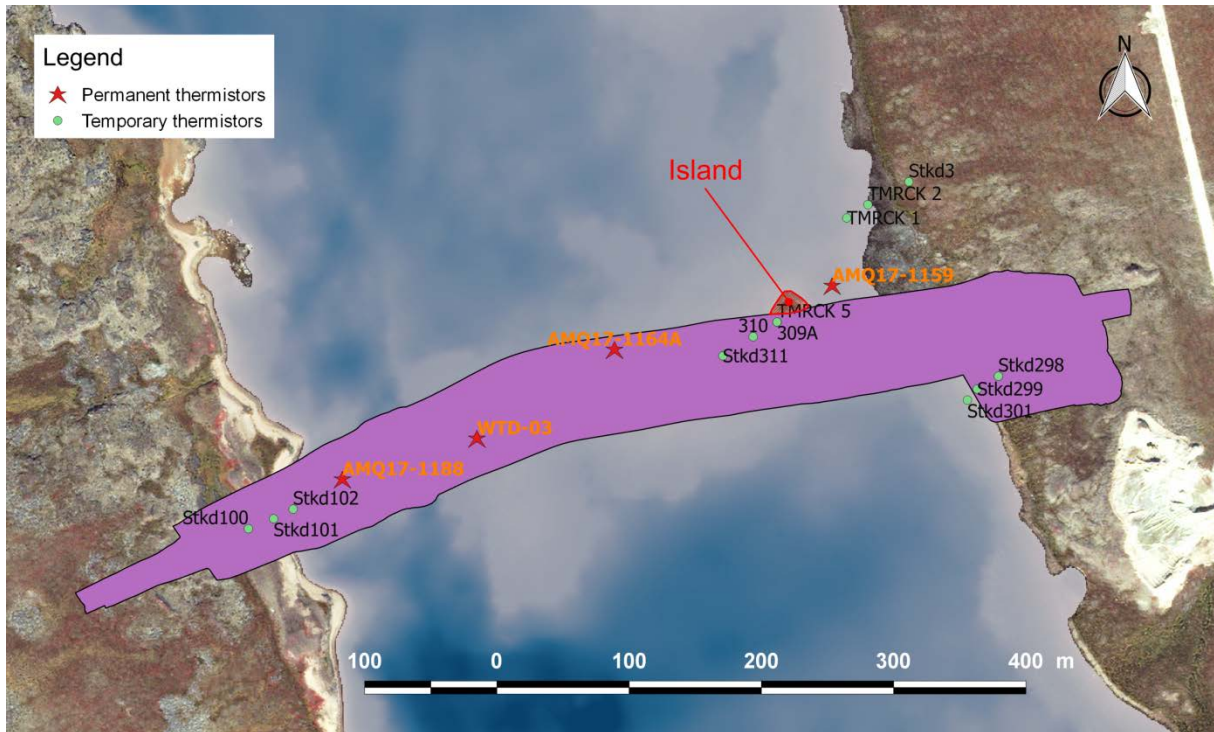 Legend
Permanent thermistors
Temporary thermistors
N
Island
Stkd3
TMRCK 2
TMRCK 1
AMQ17-1159
TMRCK 5
310
309A
AMQ17-1164A
Stkd311
Stkd298
Stkd299
Stkd301
WTD-03
AMQ17-1188
Stkd102
Stkd100
Stkd101
100 0 100 200 300 400 m